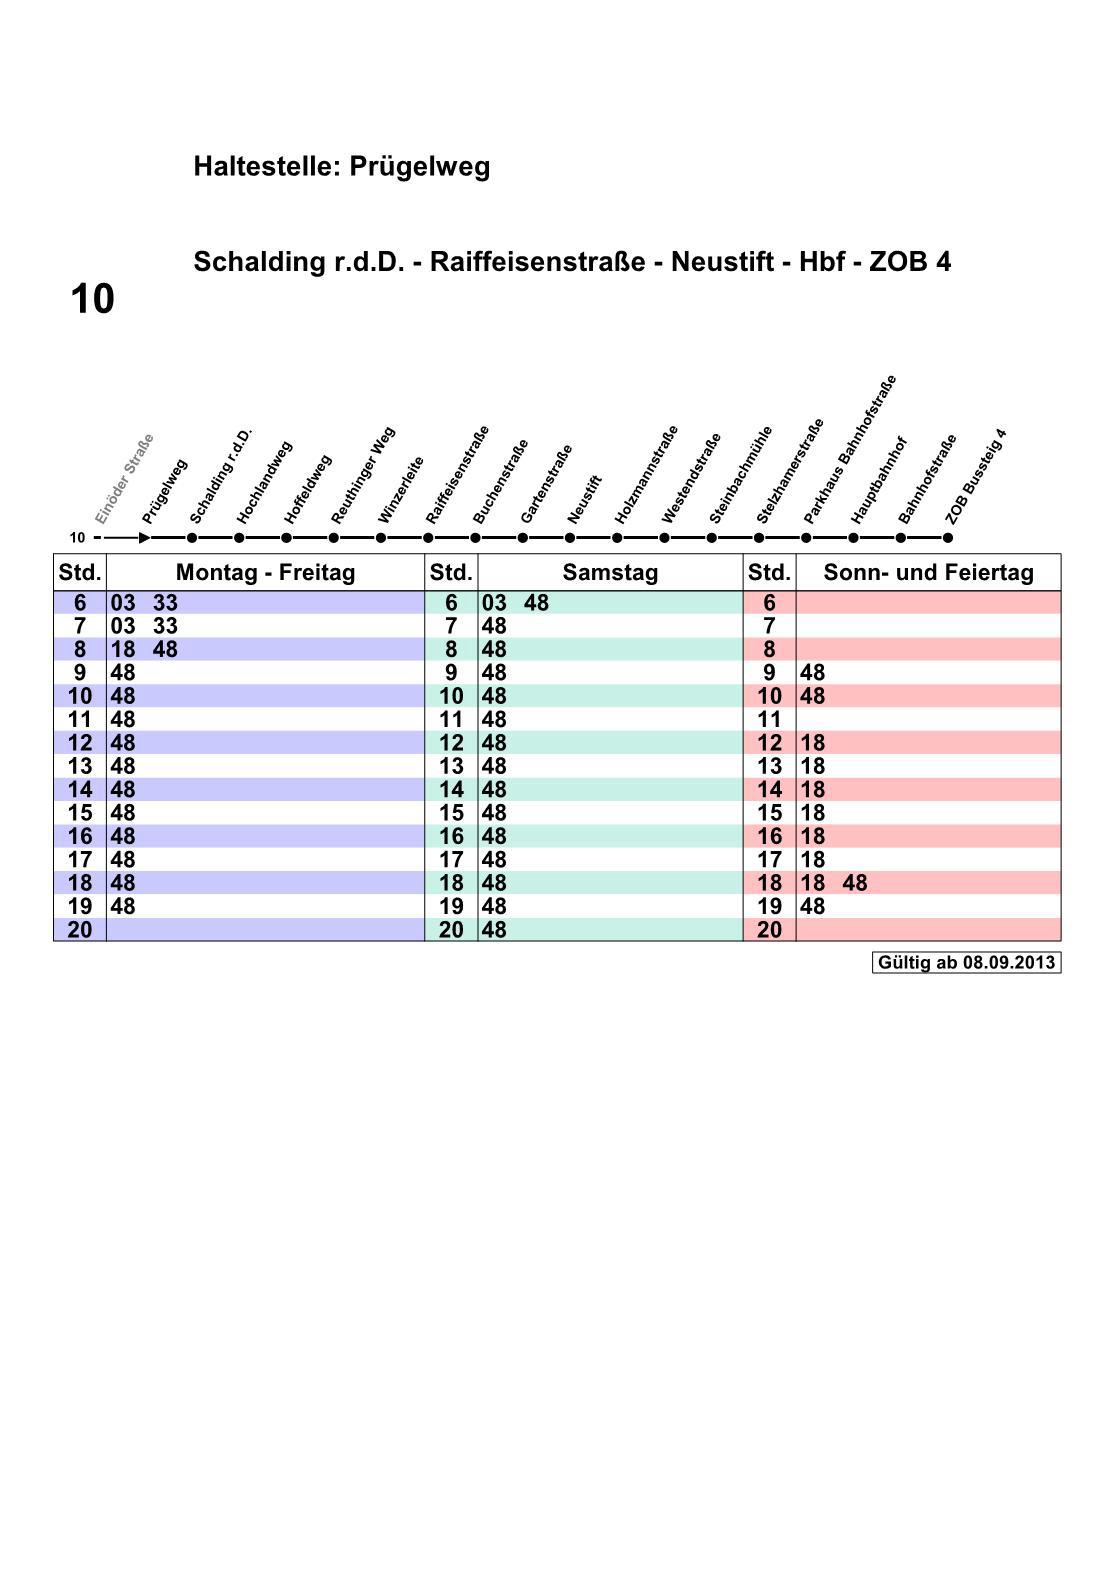 Haltestelle: Prügelweg
Schalding r.d.D. - Raiffeisenstraße - Neustift - Hbf - ZOB 4
10
Einöder Straße
Prügelweg
Schalding r.d.D.
Hochlandweg
Hoffeldweg
Reuthinger Weg
Winzerleite
Raiffeisenstraße
Buchenstraße
Gartenstraße
Neustift
Holzmannstraße
Westendstraße
Steinbachmühle
Stelzhamerstraße
Parkhaus Bahnhofstraße
Hauptbahnhof
Bahnhofstraße
ZOB Bussteig 4
10
Std. Montag - Freitag Std. Samstag Std. Sonn- und Feiertag
6 03 33 6 03 48 6
7 03 33 7 48 7
8 18 48 8 48 8
9 48 9 48 9 48
10 48 10 48 10 48
11 48 11 48 11
12 48 12 48 12 18
13 48 13 48 13 18
14 48 14 48 14 18
15 48 15 48 15 18
16 48 16 48 16 18
17 48 17 48 17 18
18 48 18 48 18 18 48
19 48 19 48 19 48
20 20 48 20
Gültig ab 08.09.2013